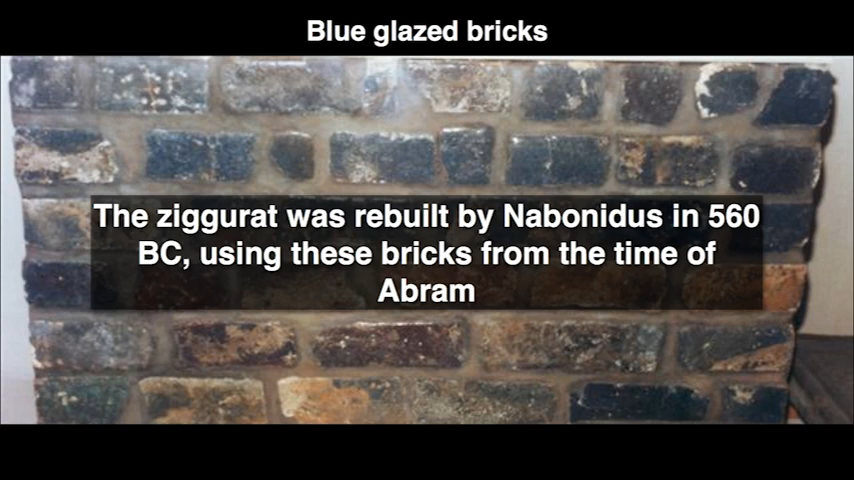 Blue glazed bricks
The ziggurat was rebuilt by Nabonidus in 560
BC, using these bricks from the time of
Abram